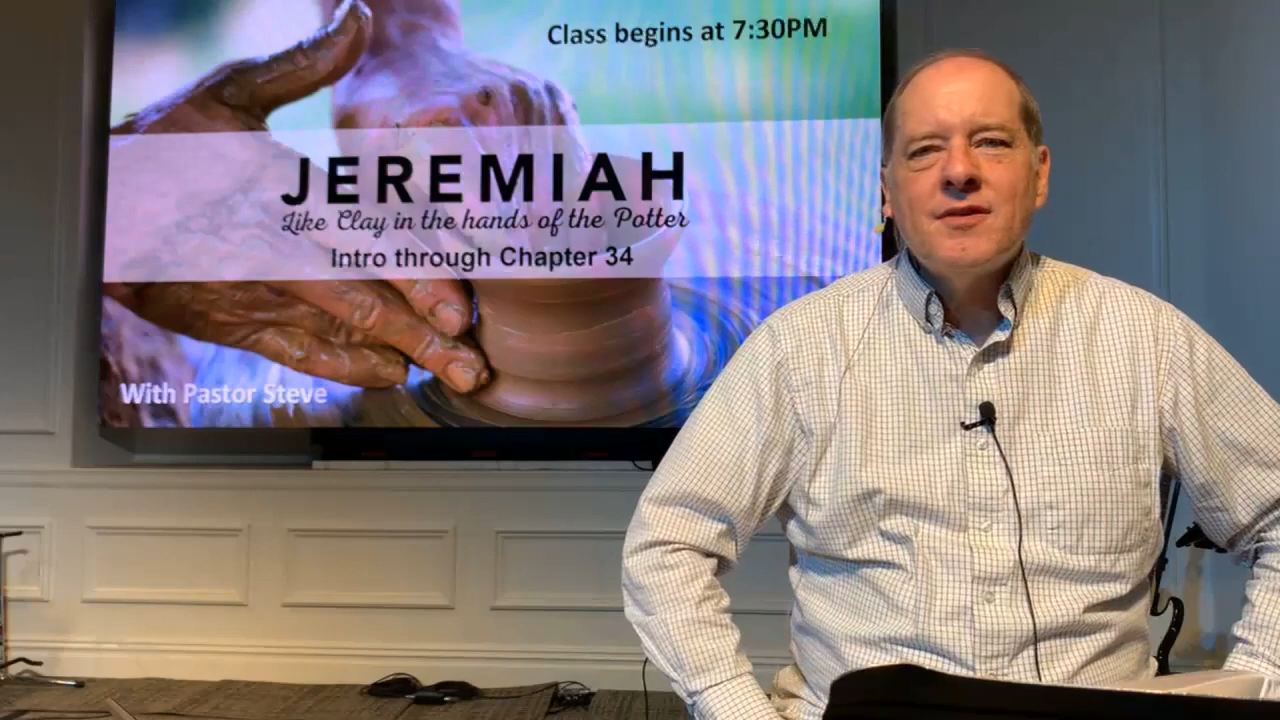 Class begins at 7:30PM
JEREMIAH
Like Clay in the hands of the Potter
Intro through Chapter 34
With Pastor Steve